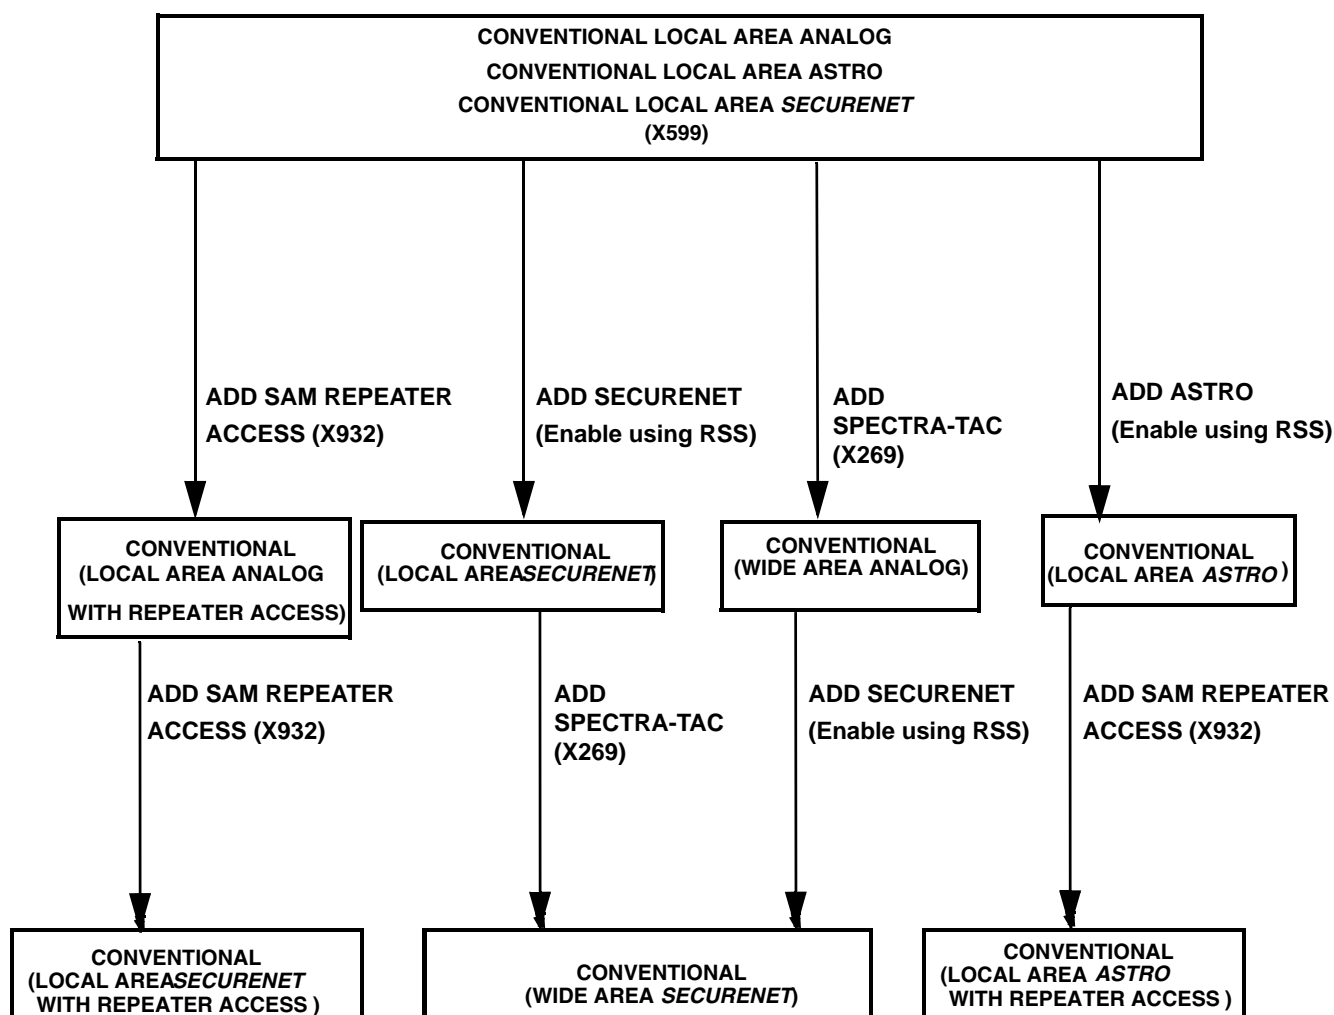 CONVENTIONAL LOCAL AREA ANALOG
CONVENTIONAL LOCAL AREA ASTRO
CONVENTIONAL LOCAL AREA SECURENET
(X599)
ADD SAM REPEATER
ACCESS (X932)
ADD SECURENET
(Enable using RSS)
ADD
SPECTRA-TAC
(X269)
ADD ASTRO
(Enable using RSS)
CONVENTIONAL
(LOCAL AREA ANALOG
WITH REPEATER ACCESS)
CONVENTIONAL
(LOCAL AREASECURENET)
CONVENTIONAL
(WIDE AREA ANALOG)
CONVENTIONAL
(LOCAL AREA ASTRO)
ADD SAM REPEATER
ACCESS (X932)
ADD
SPECTRA-TAC
(X269)
ADD SECURENET
(Enable using RSS)
ADD SAM REPEATER
ACCESS (X932)
CONVENTIONAL
(LOCAL AREASECURENET
WITH REPEATER ACCESS)
CONVENTIONAL
(WIDE AREA SECURENET)
CONVENTIONAL
(LOCAL AREA ASTRO
WITH REPEATER ACCESS)